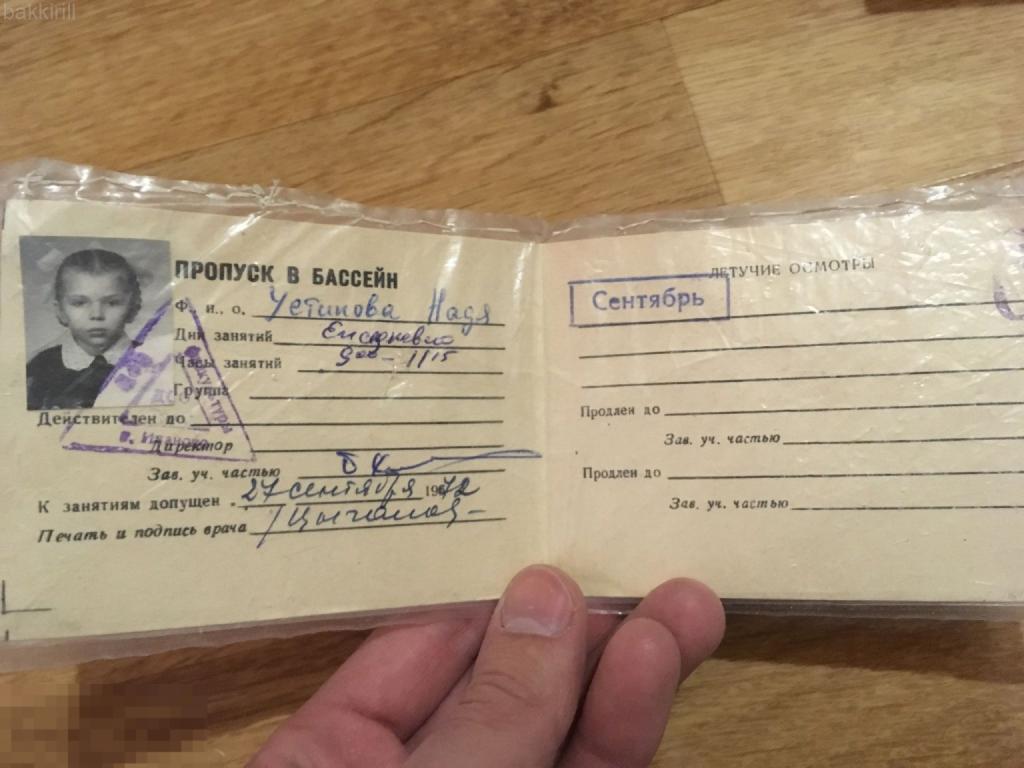 bakkirill
ПРОПУСК В БАССЕЙН
Ф. и., о. Устинова Надя
Дни занятий Ежедневно
Часы занятий 9 00 - 11 15
Группа
Действителен до
г. Иваново
Директор
Зав. уч. частью
К занятиям допущен 27 сентября 1972
Печать и подпись врача
ЛЕТУЧИЕ ОСМОТРЫ
Сентябрь
Продлен до
Зав. уч. частью
Продлен до
Зав. уч. частью